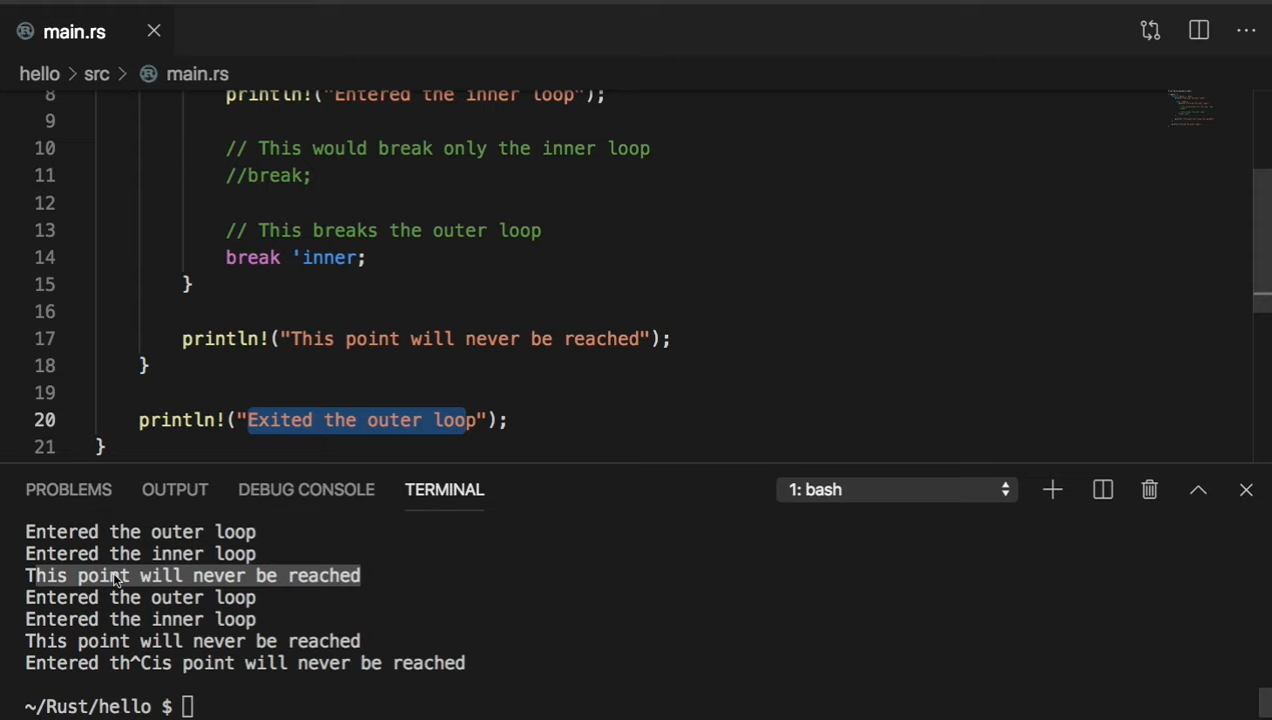 main.rs
hello > src > main.rs
8 println!("Entered the inner loop");
9
10 // This would break only the inner loop
11 //break;
12
13 // This breaks the outer loop
14 break 'inner;
15 }
16
17 println!("This point will never be reached");
18 }
19
20 println!("Exited the outer loop");
21 }
PROBLEMS OUTPUT DEBUG CONSOLE TERMINAL 1: bash
Entered the outer loop
Entered the inner loop
This point will never be reached
Entered the outer loop
Entered the inner loop
This point will never be reached
Entered th^Cis point will never be reached
~/Rust/hello $